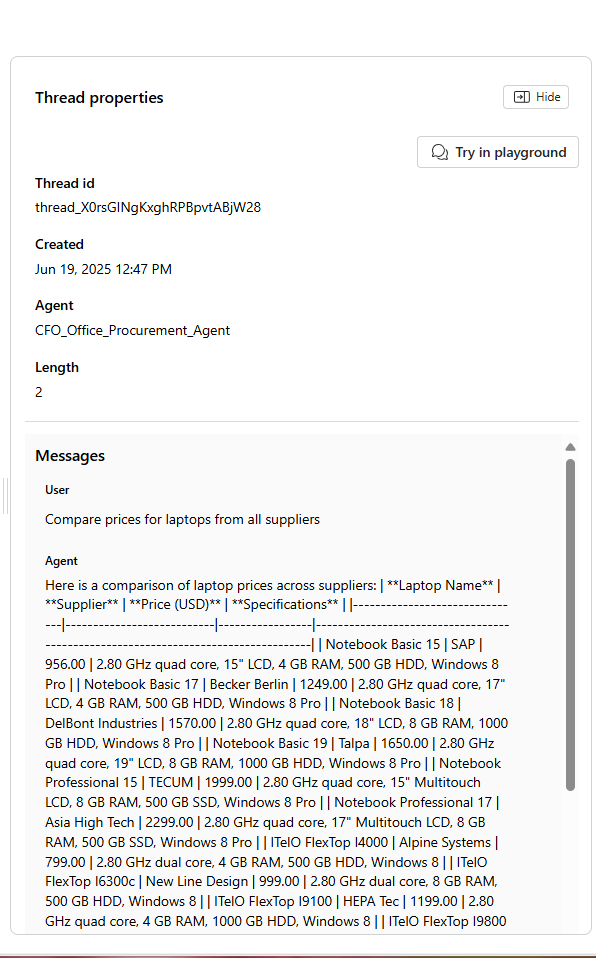 Thread properties
Hide
Try in playground
Thread id
thread_X0rsGlNgKxghRPBpvtABjW28
Created
Jun 19, 2025 12:47 PM
Agent
CFO_Office_Procurement_Agent
Length
2
Messages
User
Compare prices for laptops from all suppliers
Agent
Here is a comparison of laptop prices across suppliers: | **Laptop Name** |
**Supplier** | **Price (USD)** | **Specifications** | |----------------------------
---|---------------------------|---------------|-----------------------------------
------------------------------------------------| | Notebook Basic 15 | SAP |
956.00 | 2.80 GHz quad core, 15" LCD, 4 GB RAM, 500 GB HDD, Windows 8
Pro | | Notebook Basic 17 | Becker Berlin | 1249.00 | 2.80 GHz quad core, 17"
LCD, 4 GB RAM, 500 GB HDD, Windows 8 Pro | | Notebook Basic 18 |
DelBont Industries | 1570.00 | 2.80 GHz quad core, 18" LCD, 8 GB RAM, 1000
GB HDD, Windows 8 Pro | | Notebook Basic 19 | Talpa | 1650.00 | 2.80 GHz
quad core, 19" LCD, 8 GB RAM, 1000 GB HDD, Windows 8 Pro | | Notebook
Professional 15 | TECUM | 1999.00 | 2.80 GHz quad core, 15" Multitouch
LCD, 8 GB RAM, 500 GB SSD, Windows 8 Pro | | Notebook Professional 17 |
Asia High Tech | 2299.00 | 2.80 GHz quad core, 17" Multitouch LCD, 8 GB
RAM, 500 GB SSD, Windows 8 Pro | | ITelO FlexTop I4000 | Alpine Systems |
799.00 | 2.80 GHz dual core, 4 GB RAM, 500 GB HDD, Windows 8 | | ITelO
FlexTop I6300c | New Line Design | 999.00 | 2.80 GHz dual core, 8 GB RAM,
500 GB HDD, Windows 8 | | ITelO FlexTop I9100 | HEPA Tec | 1199.00 | 2.80
GHz quad core, 4 GB RAM, 1000 GB HDD, Windows 8 | | ITelO FlexTop I9800